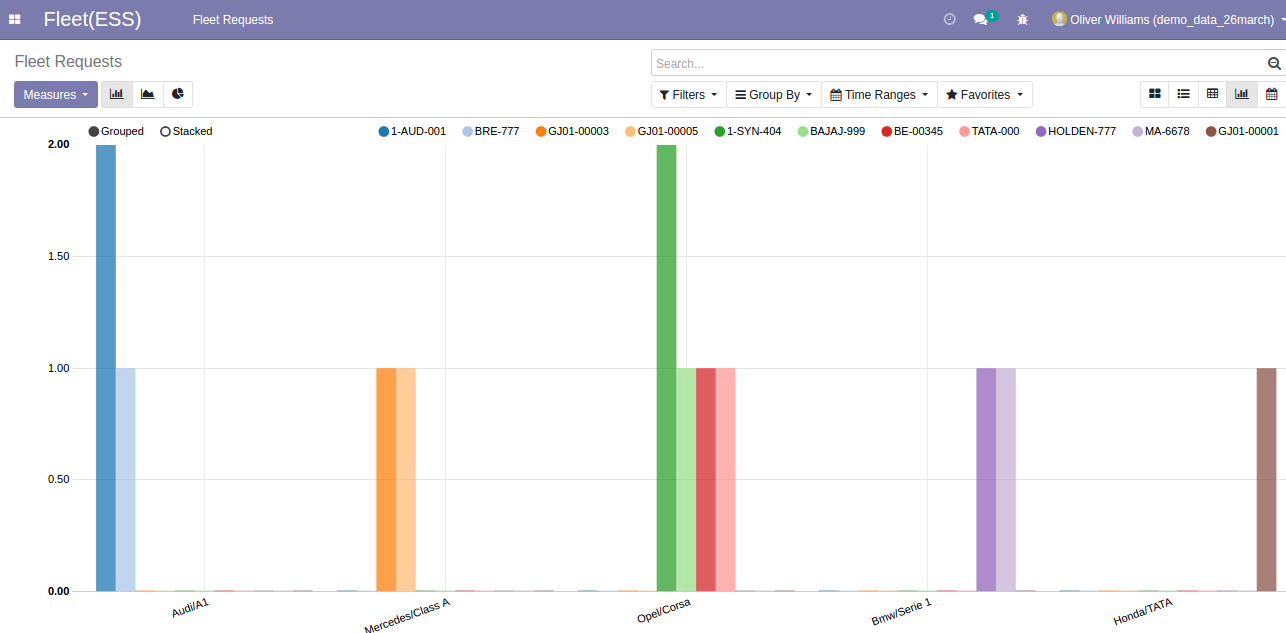 Fleet(ESS) Fleet Requests 1 Oliver Williams (demo_data_26march)
Fleet Requests Search...
Measures Filters Group By Time Ranges Favorites
Grouped Stacked 1-AUD-001 BRE-777 GJ01-00003 GJ01-00005 1-SYN-404 BAJAJ-999 BE-00345 TATA-000 HOLDEN-777 MA-6678 GJ01-00001
2.00
1.50
1.00
0.50
0.00
Audi/A1 Mercedes/Class A Opel/Corsa Bmw/Serie 1 Honda/TATA